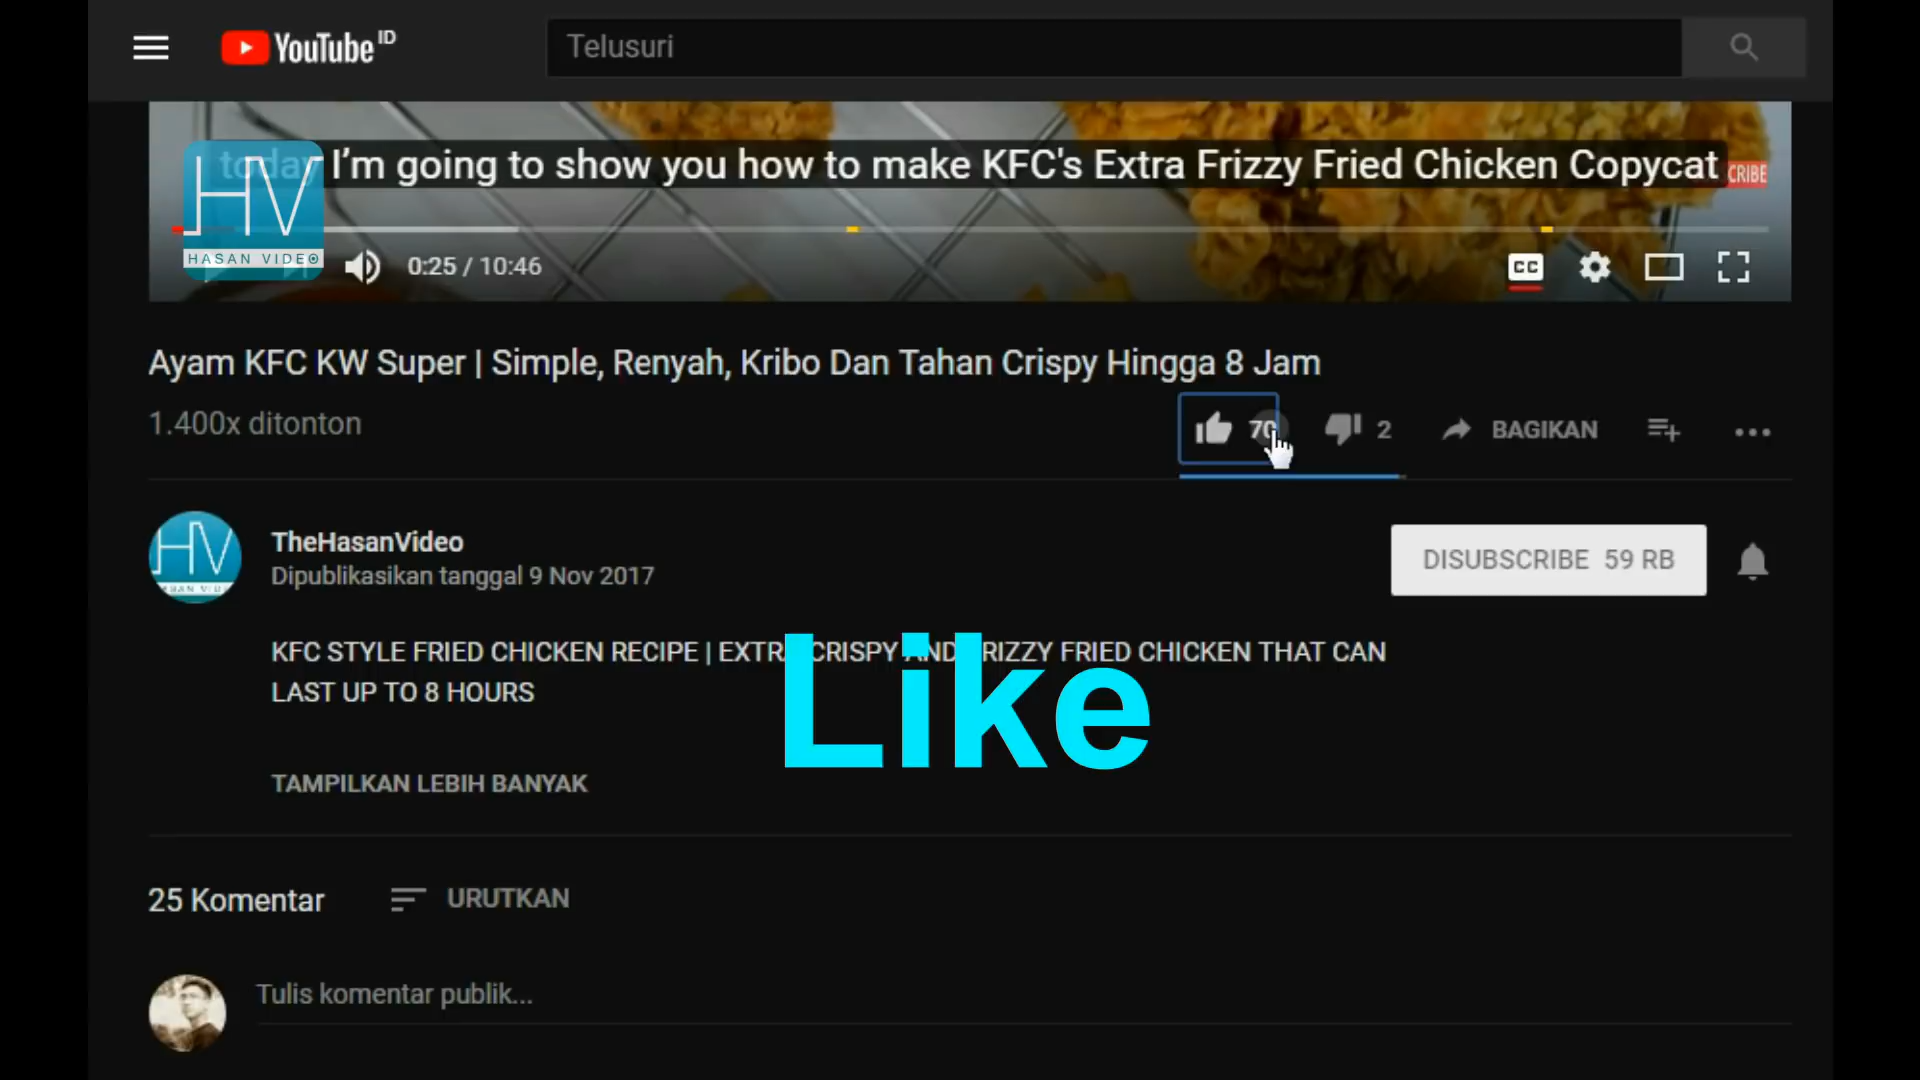 YouTube ID
Telusuri
today I'm going to show you how to make KFC's Extra Frizzy Fried Chicken Copycat
HV
HASAN VIDEO
0:25 / 10:46
CC
Ayam KFC KW Super | Simple, Renyah, Kribo Dan Tahan Crispy Hingga 8 Jam
1.400x ditonton
70
2
BAGIKAN
HV
TheHasanVideo
Dipublikasikan tanggal 9 Nov 2017
DISUBSCRIBE 59 RB
KFC STYLE FRIED CHICKEN RECIPE | EXTRA CRISPY AND FRIZZY FRIED CHICKEN THAT CAN
LAST UP TO 8 HOURS
Like
TAMPILKAN LEBIH BANYAK
25 Komentar
URUTKAN
Tulis komentar publik...